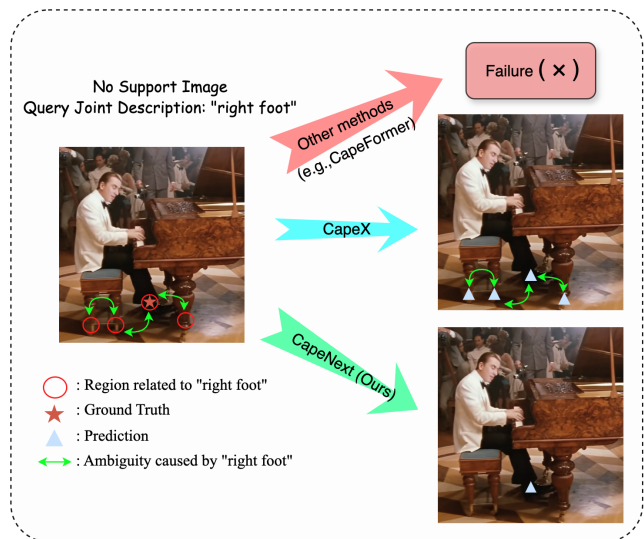 No Support Image
Query Joint Description: "right foot"
Other methods
(e.g.,CapeFormer)
Failure ( × )
CapeX
CapeNext (Ours)
: Region related to "right foot"
: Ground Truth
: Prediction
: Ambiguity caused by "right foot"